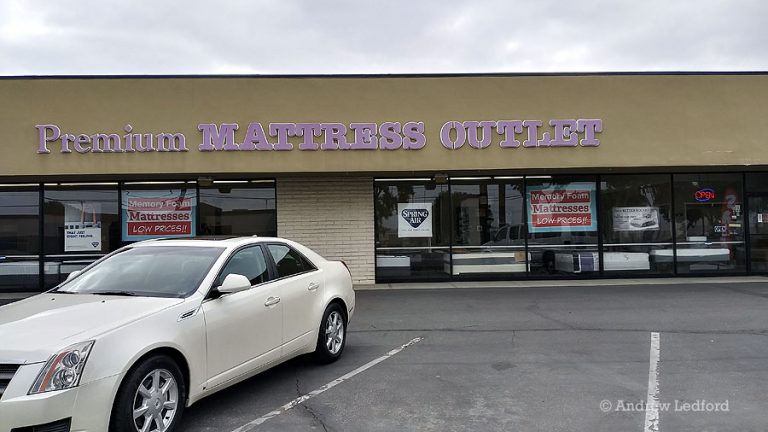 Premium MATTRESS OUTLET
Memory Foam
Mattresses
LOW PRICES!!
SPRING
AIR
Memory Foam
Mattresses
LOW PRICES!!
OPEN
© Andrew Ledford